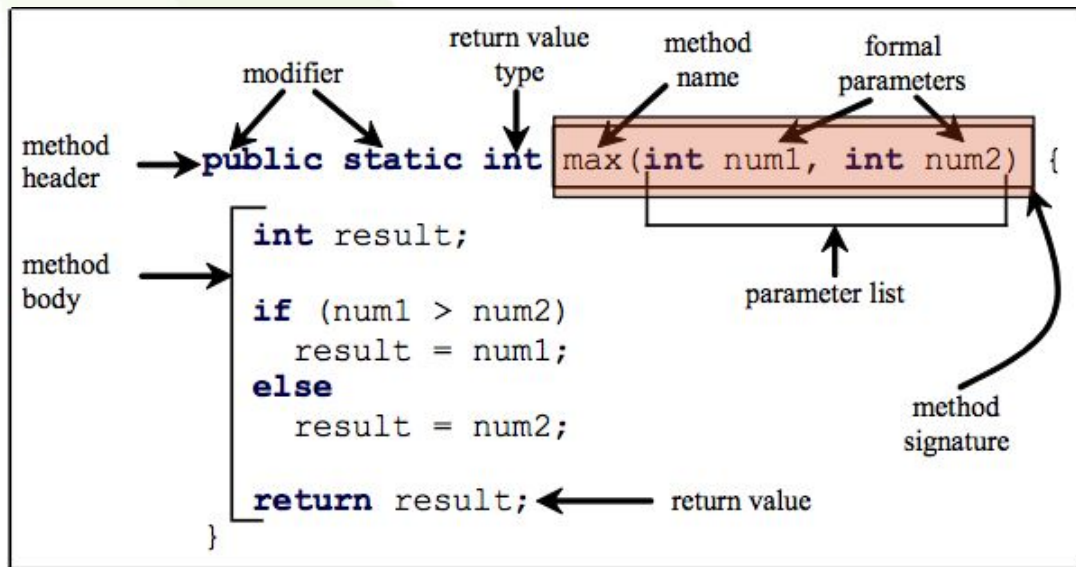 return value
type
method
name
formal
parameters
modifier
method
header
public static int max(int num1, int num2) {
method
body
int result;
parameter list
if (num1 > num2)
result = num1;
else
result = num2;
method
signature
return result;
return value
}